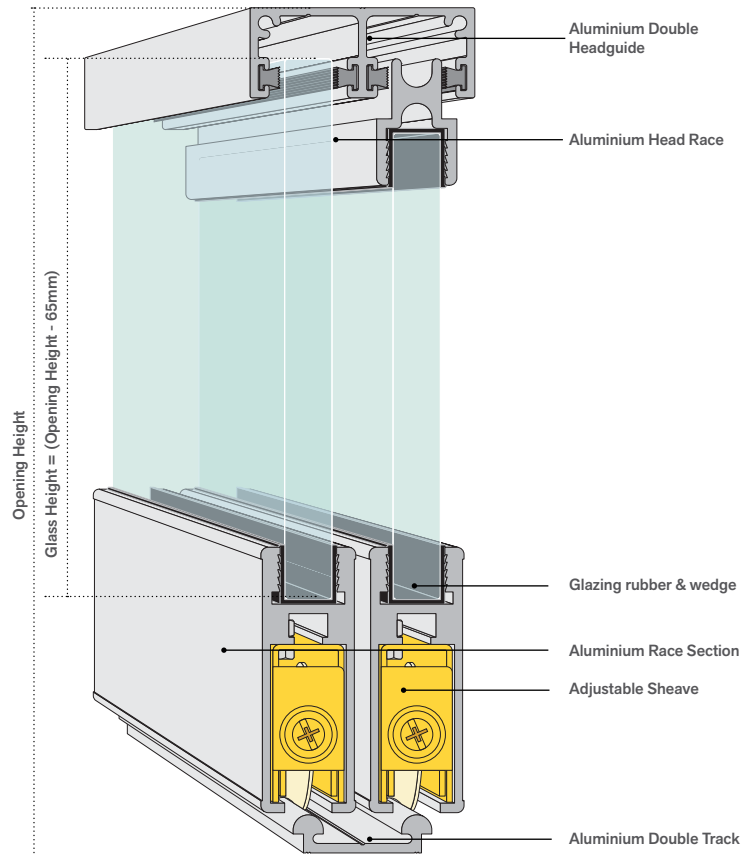 Aluminium Double
Headguide
Aluminium Head Race
Opening Height
Glass Height = (Opening Height - 65mm)
Glazing rubber & wedge
Aluminium Race Section
Adjustable Sheave
Aluminium Double Track